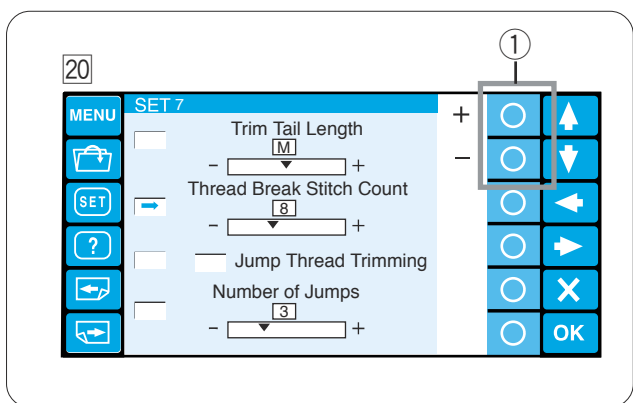 ①
20
MENU
SET 7
+
Trim Tail Length
M
- +
−
Thread Break Stitch Count
SET
8
- +
?
Jump Thread Trimming
Number of Jumps
3
- +
OK